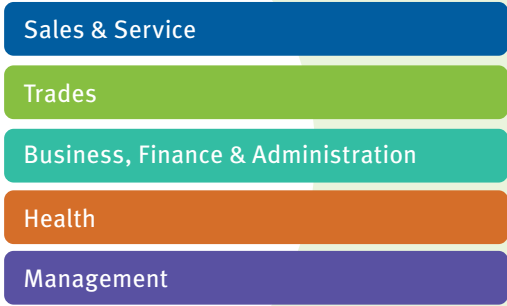 Sales & Service
Trades
Business, Finance & Administration
Health
Management